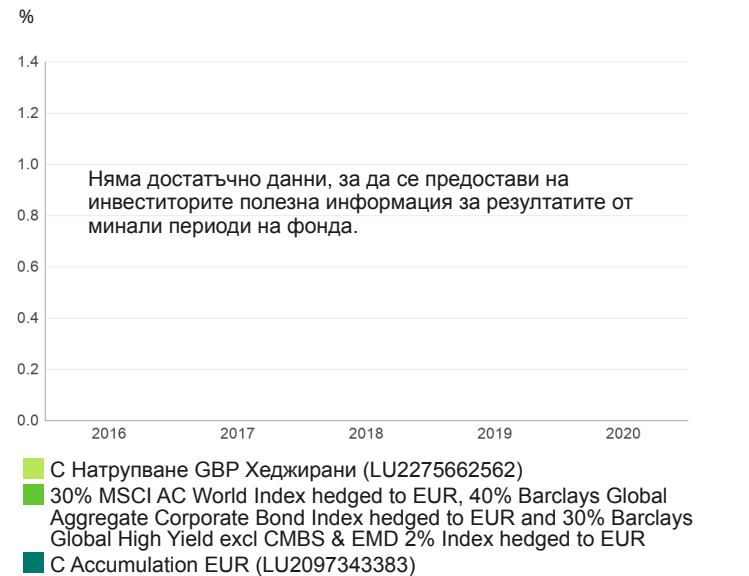 %
1.4
1.2
1.0
Няма достатъчно данни, за да се предостави на
инвеститорите полезна информация за резултатите от
0.8
минали периоди на фонда.
0.6
0.4
0.2
0.0
2016 2017 2018 2019 2020
С Натрупване GBP Хеджирани (LU2275662562)
30% MSCI AC World Index hedged to EUR, 40% Barclays Global
Aggregate Corporate Bond Index hedged to EUR and 30% Barclays
Global High Yield excl CMBS & EMD 2% Index hedged to EUR
C Accumulation EUR (LU2097343383)